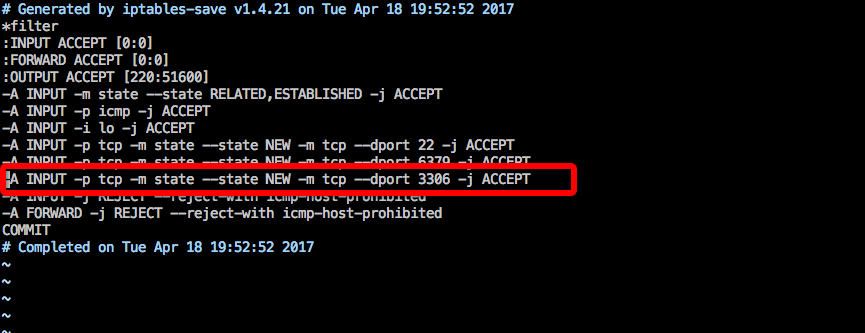 # Generated by iptables-save v1.4.21 on Tue Apr 18 19:52:52 2017
*filter
:INPUT ACCEPT [0:0]
:FORWARD ACCEPT [0:0]
:OUTPUT ACCEPT [220:51600]
-A INPUT -m state --state RELATED,ESTABLISHED -j ACCEPT
-A INPUT -p icmp -j ACCEPT
-A INPUT -i lo -j ACCEPT
-A INPUT -p tcp -m state --state NEW -m tcp --dport 22 -j ACCEPT
-A INPUT -p tcp -m state --state NEW -m tcp --dport 6379 -j ACCEPT
-A INPUT -p tcp -m state --state NEW -m tcp --dport 3306 -j ACCEPT
-A INPUT -j REJECT --reject-with icmp-host-prohibited
-A FORWARD -j REJECT --reject-with icmp-host-prohibited
COMMIT
# Completed on Tue Apr 18 19:52:52 2017
~
~
~
~
~